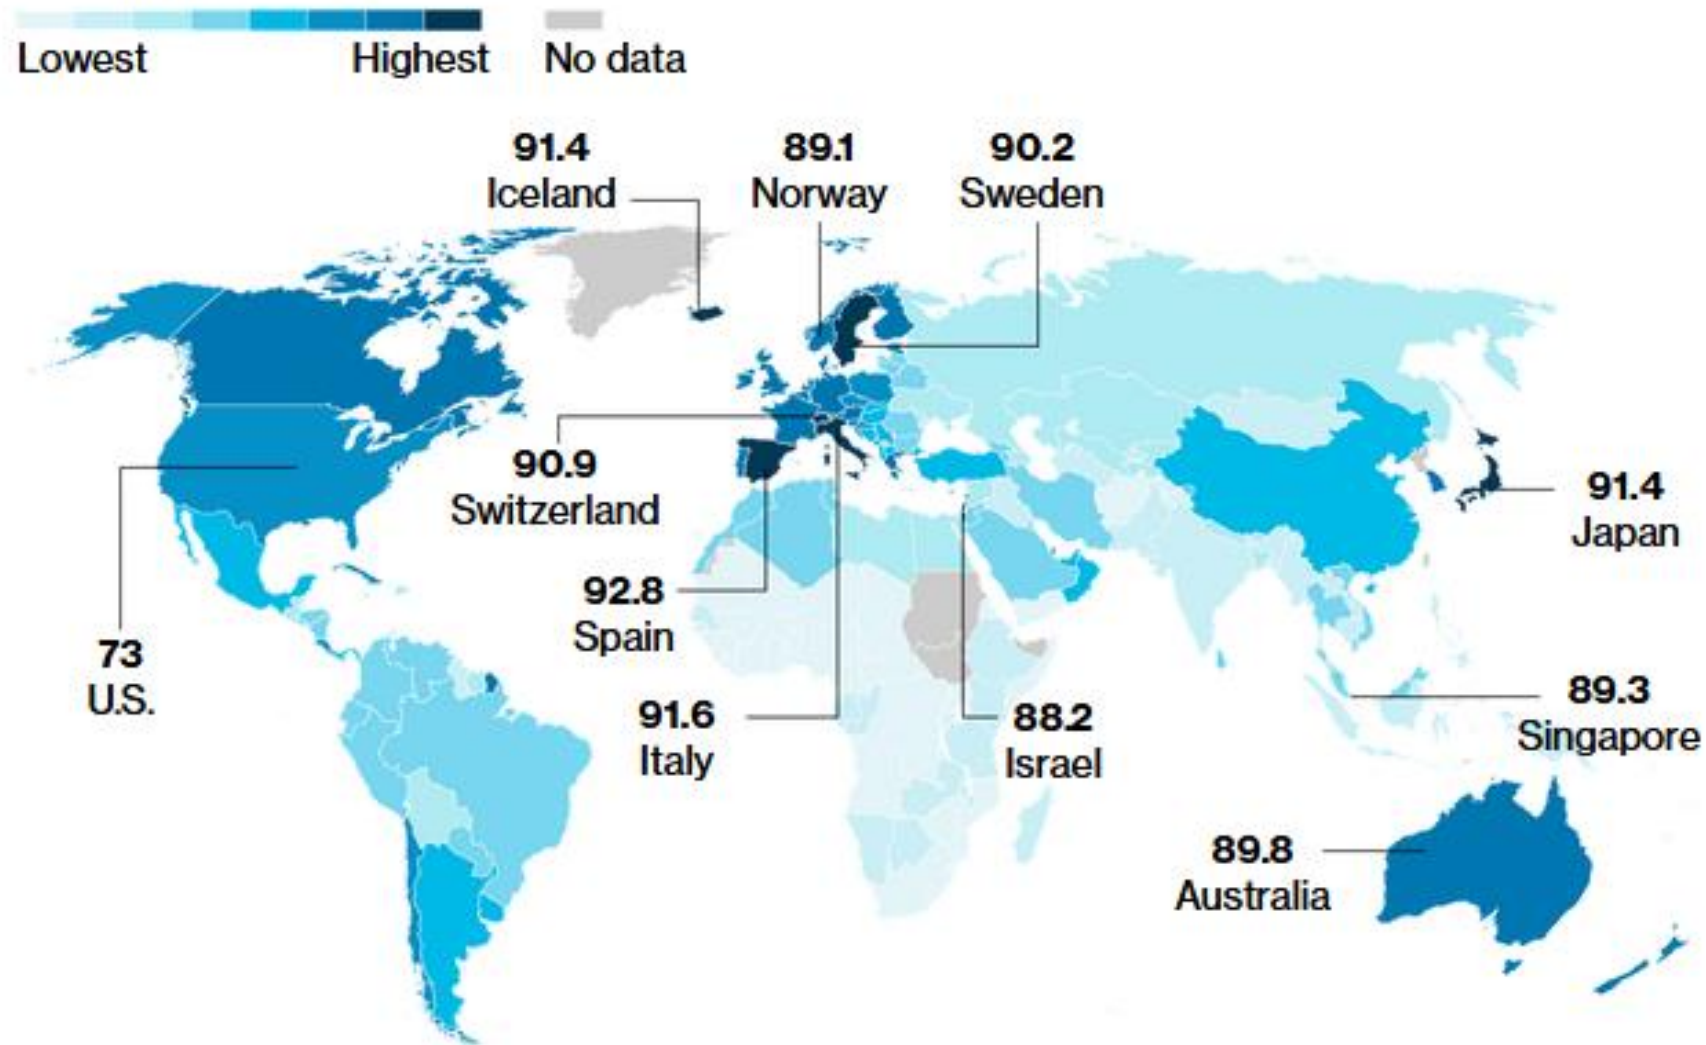 Lowest
Highest
No data
91.4
Iceland
89.1
Norway
90.2
Sweden
90.9
Switzerland
91.4
Japan
92.8
Spain
73
U.S.
91.6
Italy
88.2
Israel
89.3
Singapore
89.8
Australia